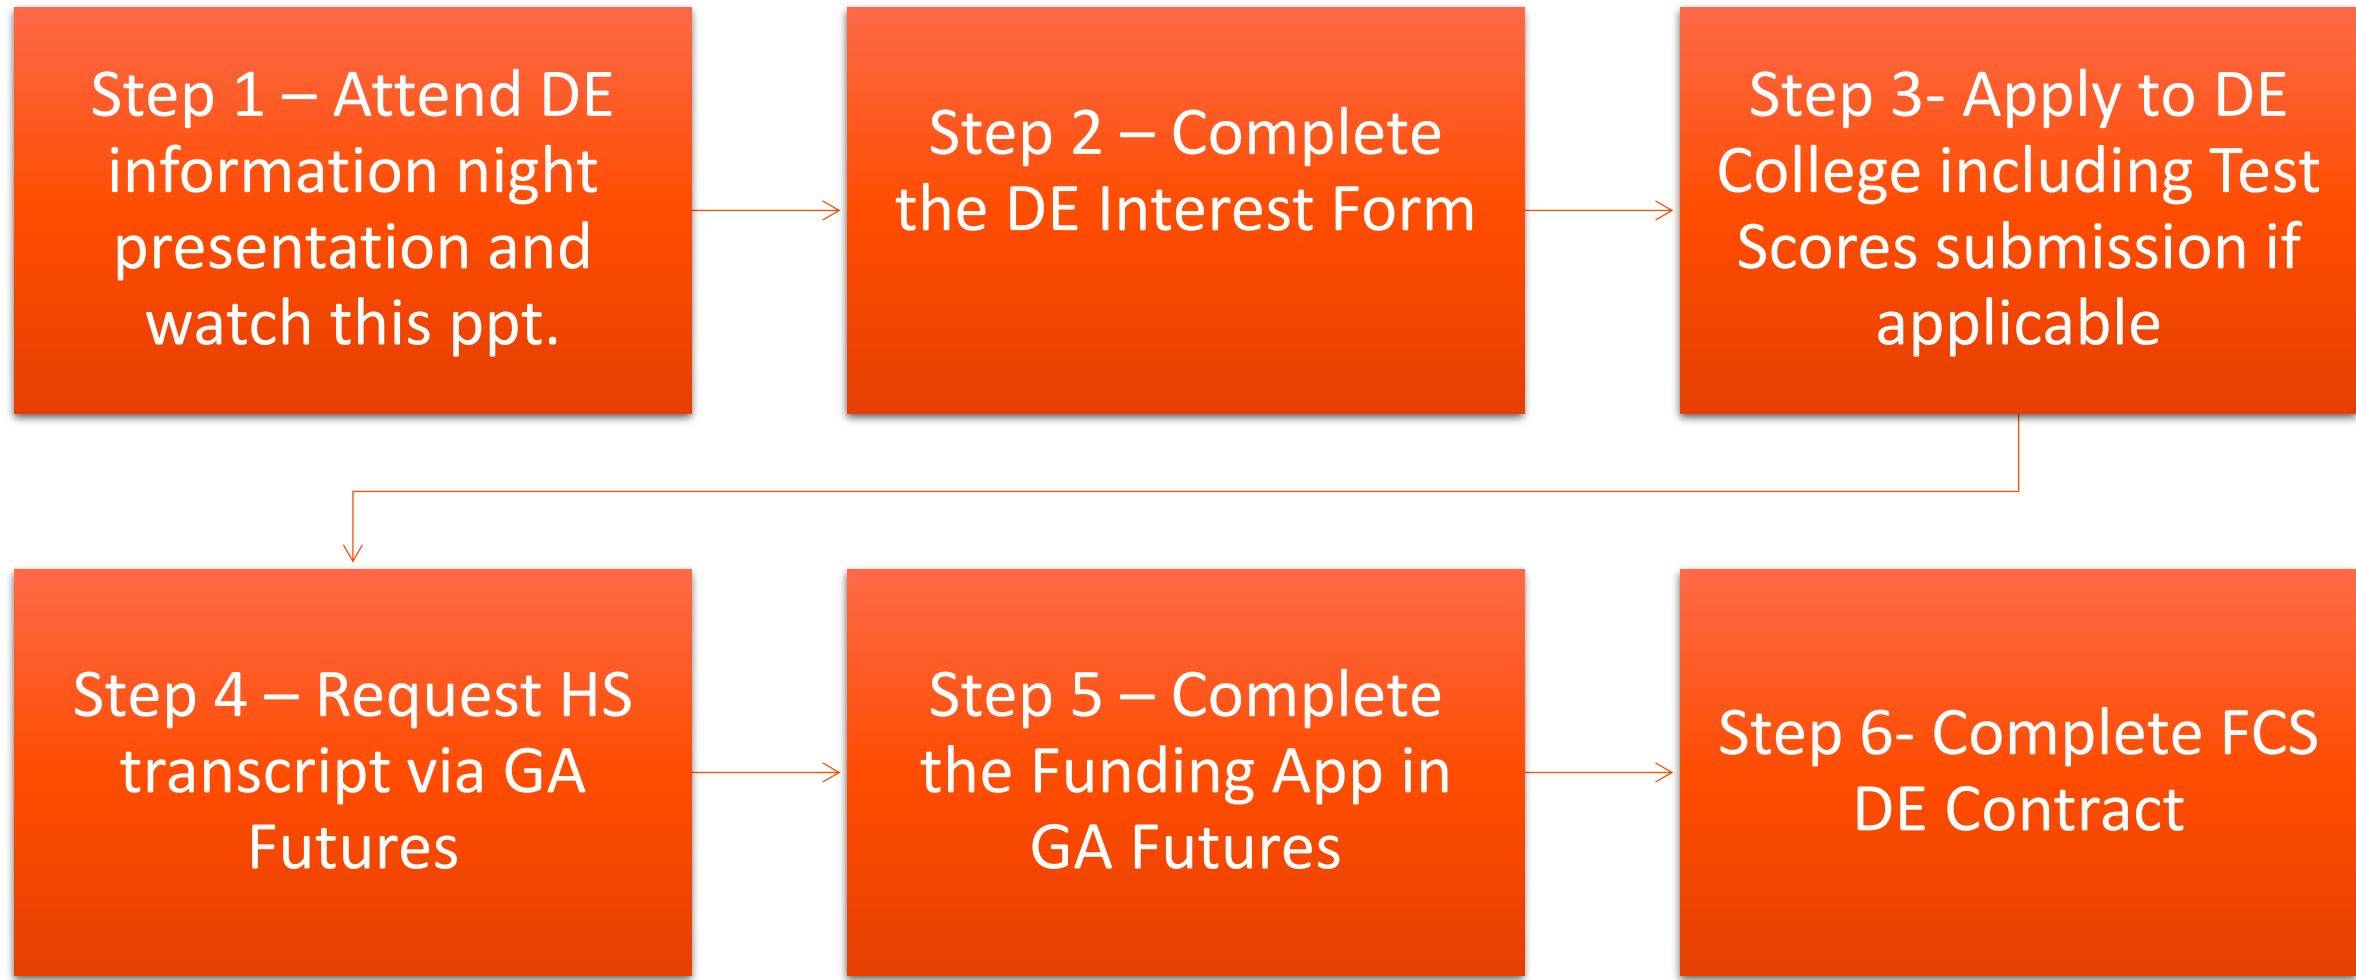 Step 1 – Attend DE
information night
presentation and
watch this ppt.
Step 2 – Complete
the DE Interest Form
Step 3- Apply to DE
College including Test
Scores submission if
applicable
Step 4 – Request HS
transcript via GA
Futures
Step 5 – Complete
the Funding App in
GA Futures
Step 6- Complete FCS
DE Contract